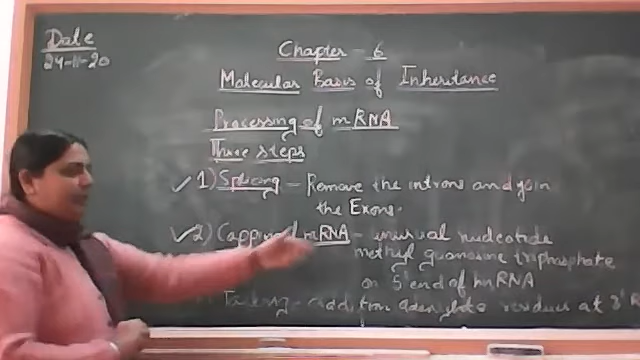 Date
24-11-20
Chapter - 6
Molecular Basis of Inheritance
Processing of mRNA
Three steps
1) Splicing - Remove the introns and join
the Exons.
2) Capping mRNA - unusual nucleotide
methyl guanosine triphosphate
on 5' end of hnRNA
Tailing - addition adenylate residues at 3'